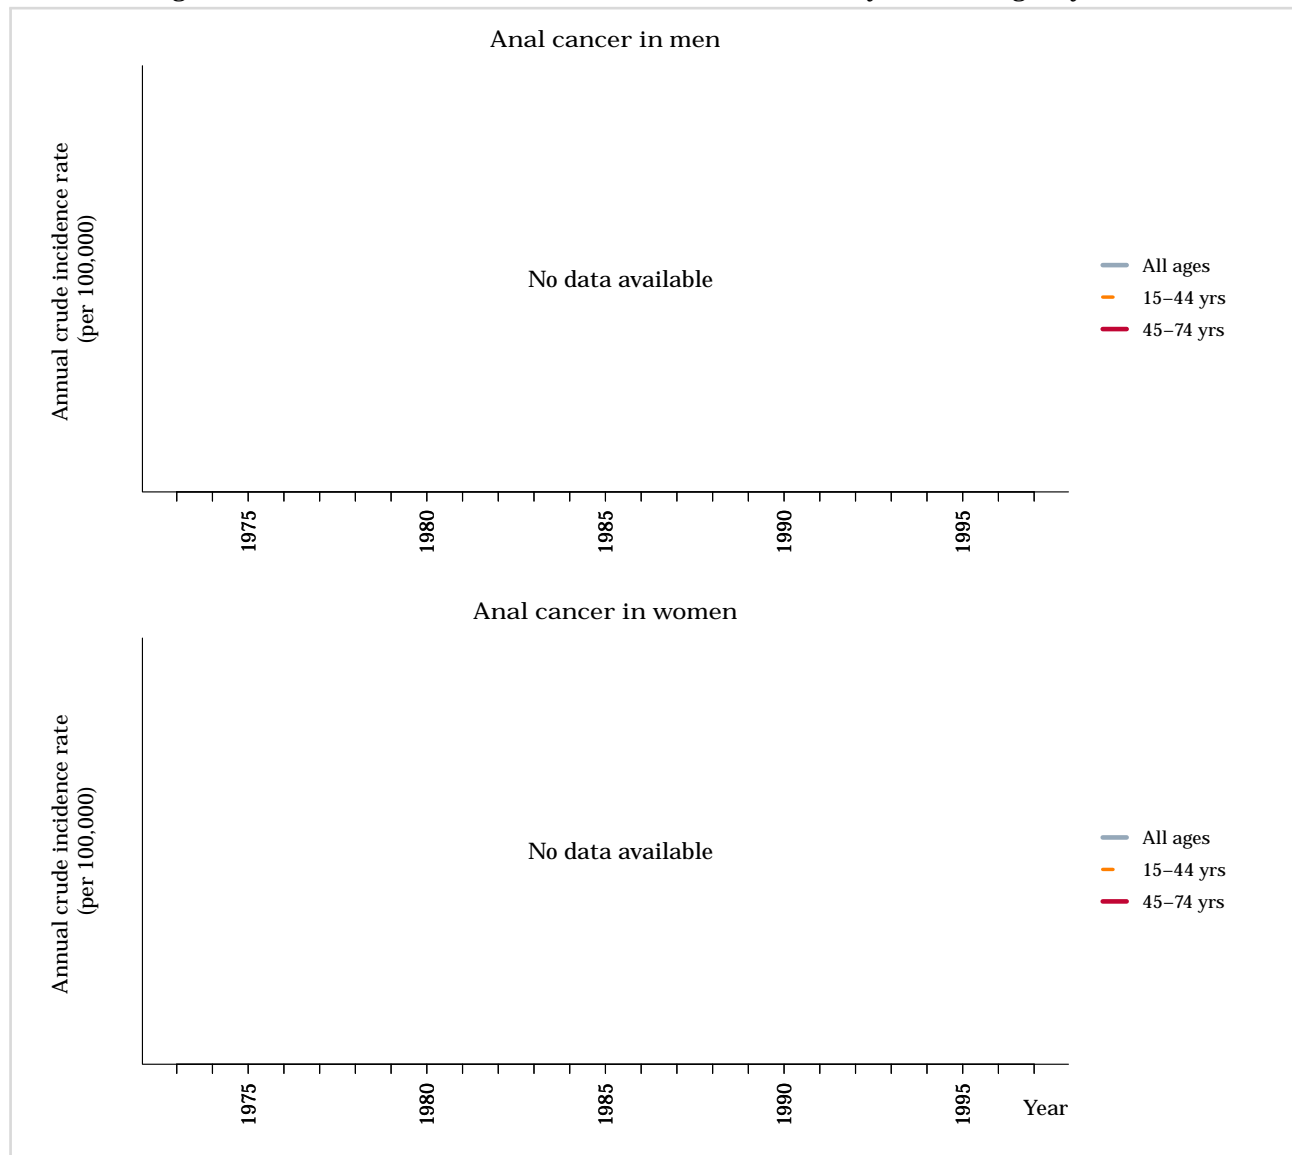 Anal cancer in men
Annual crude incidence rate
(per 100,000)
No data available
All ages
15–44 yrs
45–74 yrs
1975
1980
1985
1990
1995
Anal cancer in women
Annual crude incidence rate
(per 100,000)
No data available
All ages
15–44 yrs
45–74 yrs
1975
1980
1985
1990
1995
Year